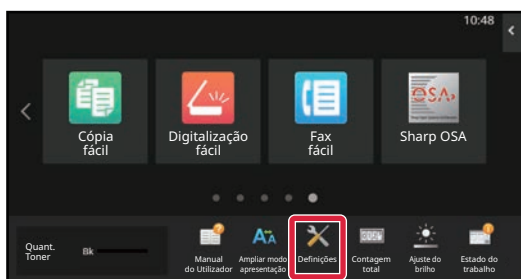 10:48
Cópia
fácil
Digitalização
fácil
Fax
fácil
OSA
Sharp OSA
Quant.
Toner
Bk
Manual
do Utilizador
Ampliar modo
apresentação
Definições
Contagem
total
Ajuste do
brilho
Estado do
trabalho